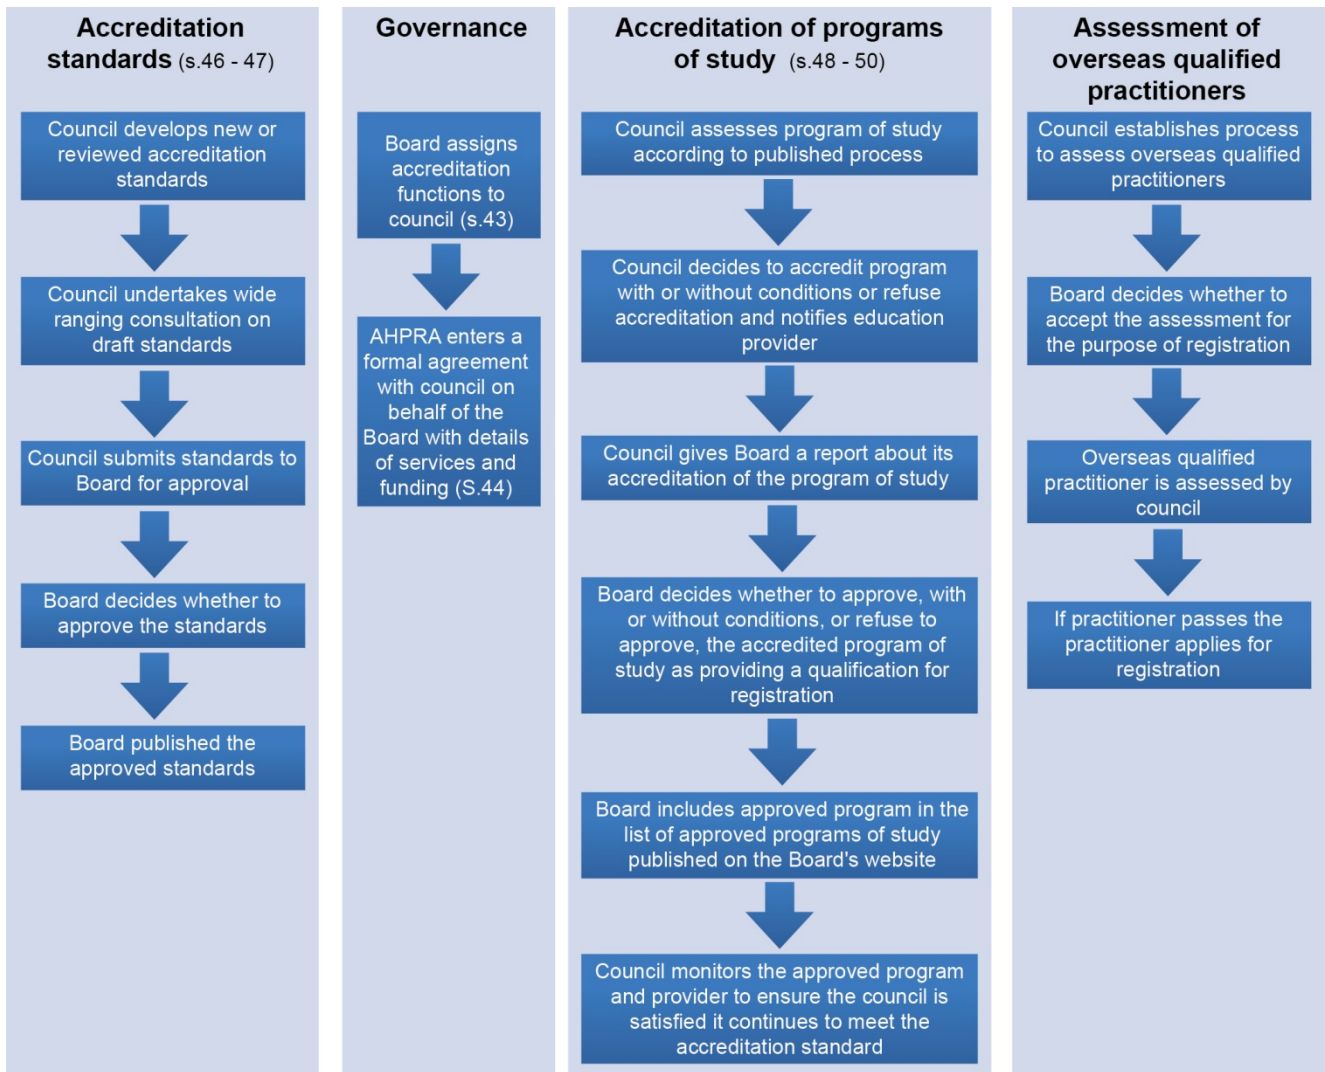 Accreditation
standards (s.46 - 47)
Council develops new or
reviewed accreditation
standards
Council undertakes wide
ranging consultation on
draft standards
Council submits standards to
Board for approval
Board decides whether to
approve the standards
Board published the
approved standards
Governance
Board assigns
accreditation
functions to
council (s.43)
AHPRA enters a
formal agreement
with council on
behalf of the
Board with details
of services and
funding (S.44)
Accreditation of programs
of study (s.48 - 50)
Council assesses program of study
according to published process
Council decides to accredit program
with or without conditions or refuse
accreditation and notifies education
provider
Council gives Board a report about its
accreditation of the program of study
Board decides whether to approve, with
or without conditions, or refuse to
approve, the accredited program of
study as providing a qualification for
registration
Board includes approved program in the
list of approved programs of study
published on the Board's website
Council monitors the approved program
and provider to ensure the council is
satisfied it continues to meet the
accreditation standard
Assessment of
overseas qualified
practitioners
Council establishes process
to assess overseas qualified
practitioners
Board decides whether to
accept the assessment for
the purpose of registration
Overseas qualified
practitioner is assessed by
council
If practitioner passes the
practitioner applies for
registration